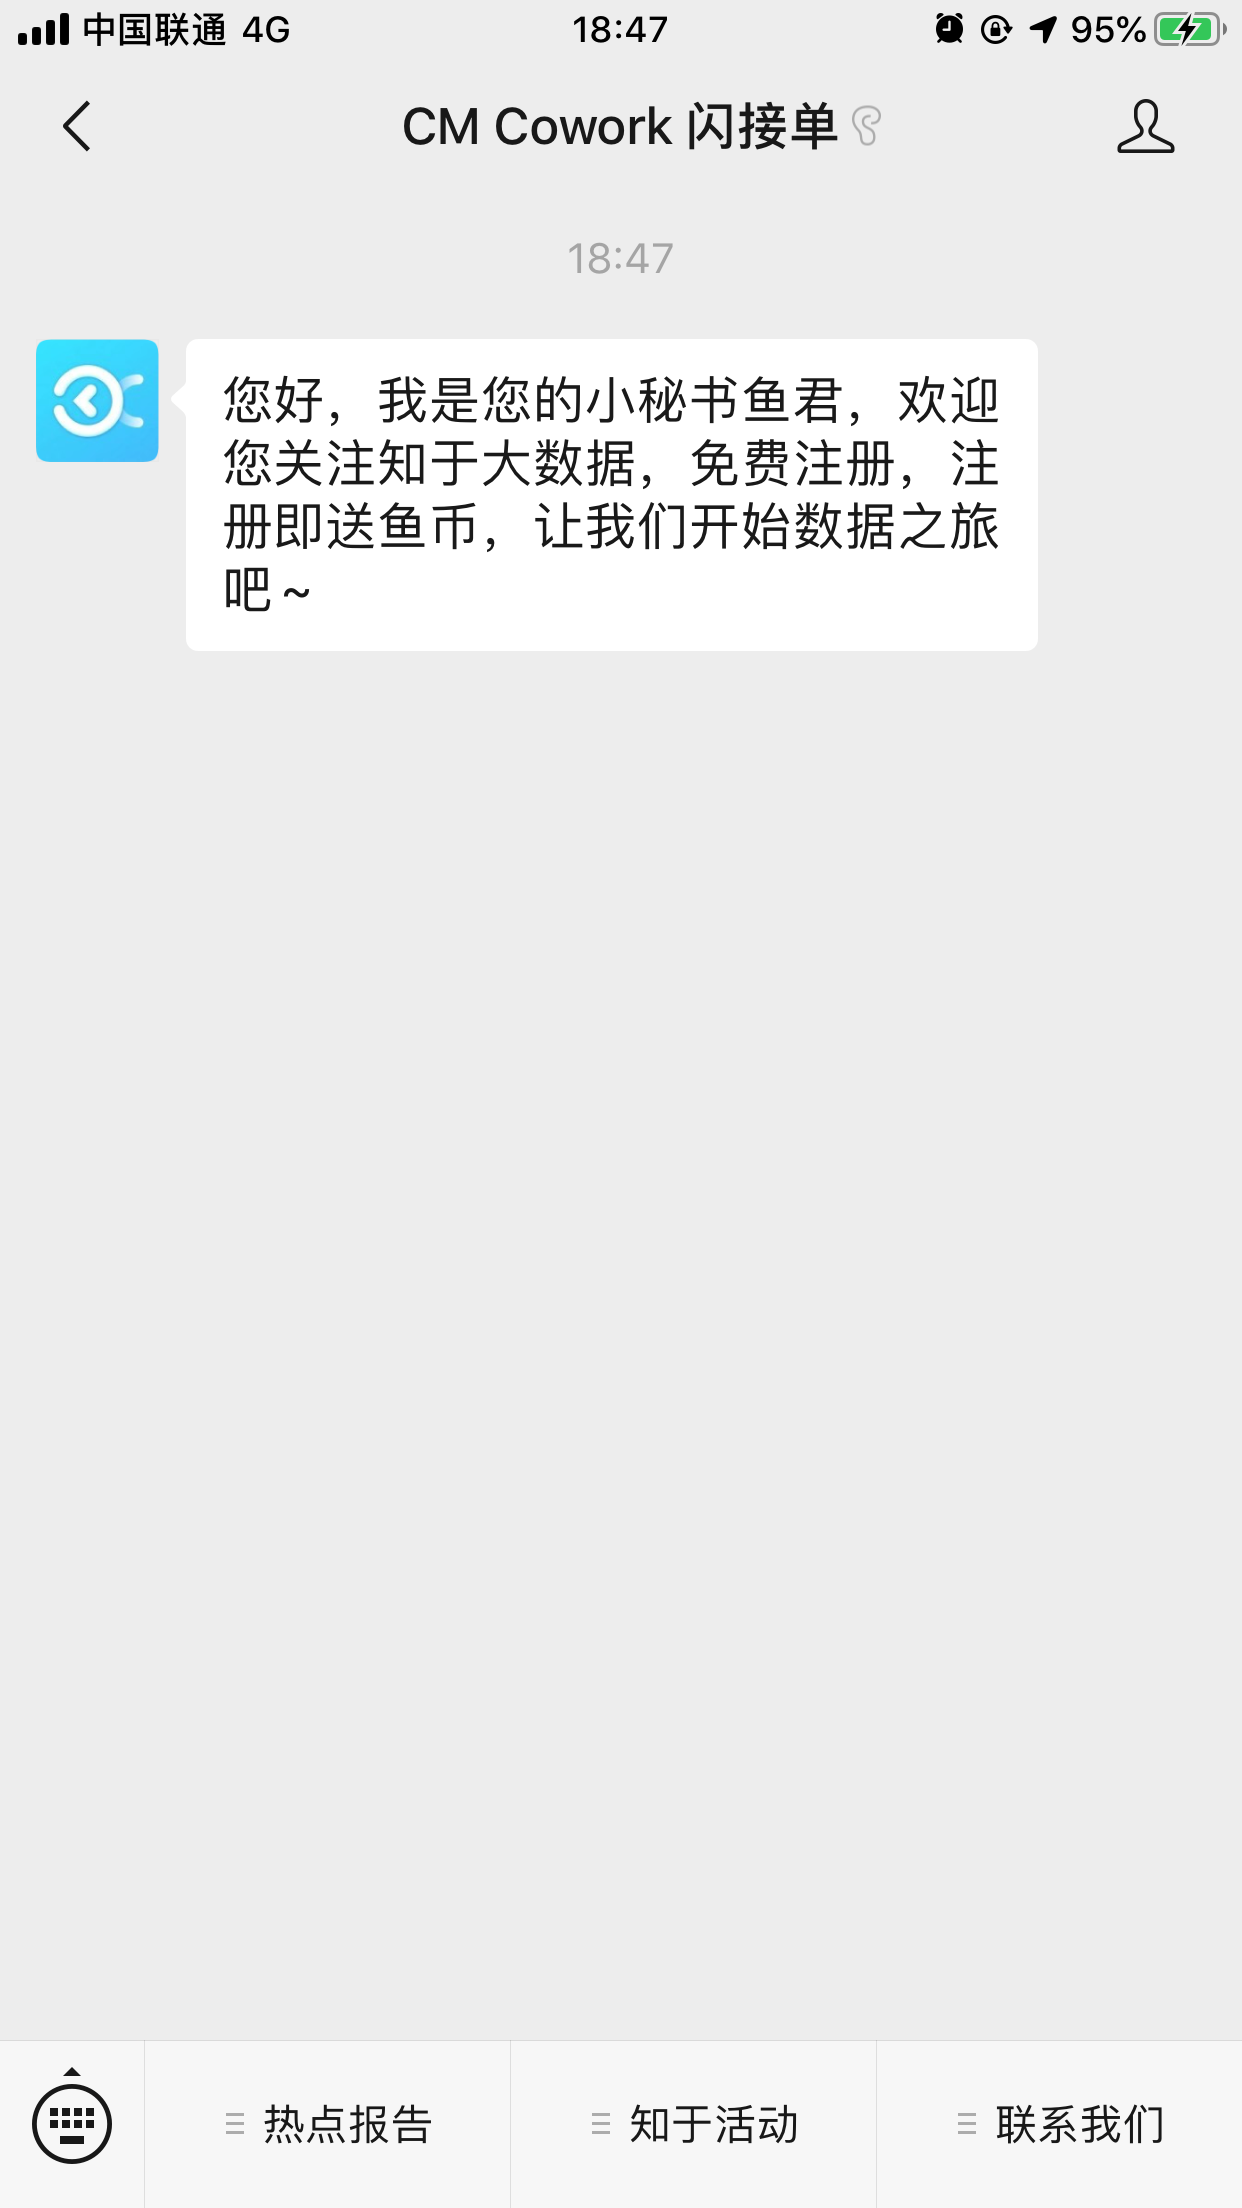 中国联通 4G 18:47 95%
CM Cowork 闪接单
18:47
您好，我是您的小秘书鱼君，欢迎
您关注知于大数据，免费注册，注
册即送鱼币，让我们开始数据之旅
吧~
热点报告 知于活动 联系我们